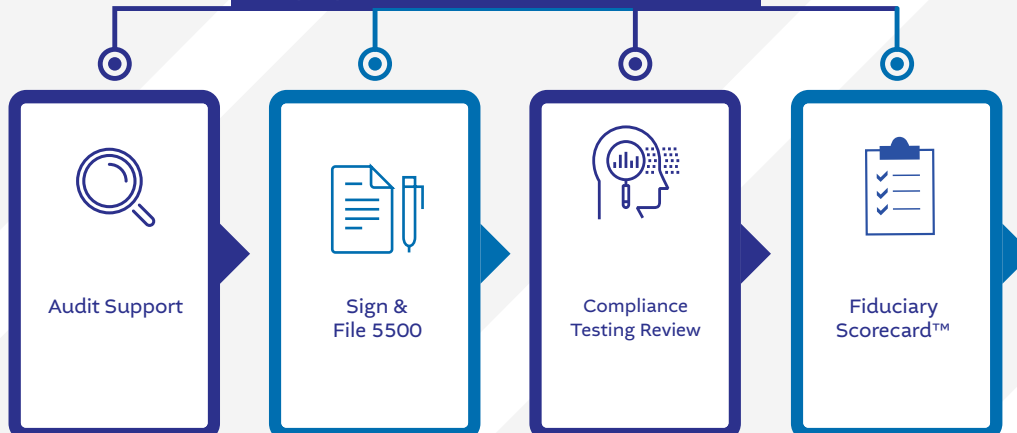 Audit Support
Sign &
File 5500
Compliance
Testing Review
Fiduciary
Scorecard™